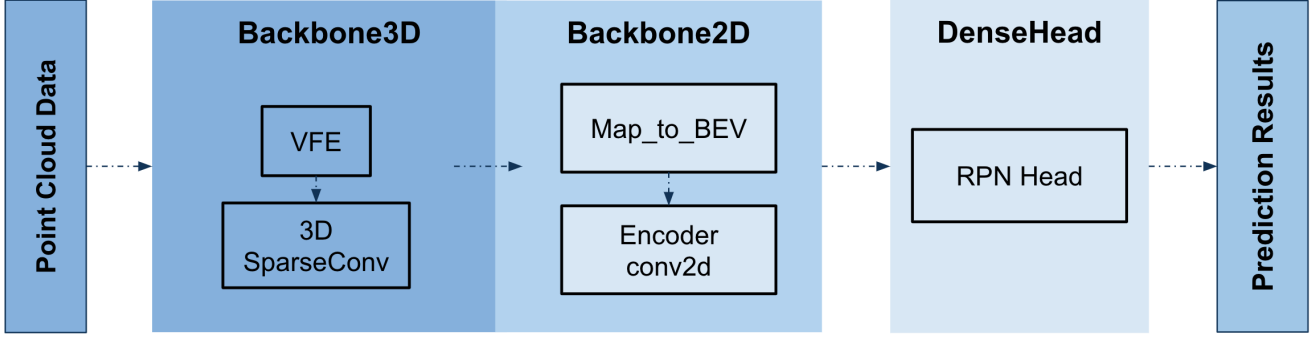 Point Cloud Data
Backbone3D
VFE
3D
SparseConv
Backbone2D
Map_to_BEV
Encoder
conv2d
DenseHead
RPN Head
Prediction Results